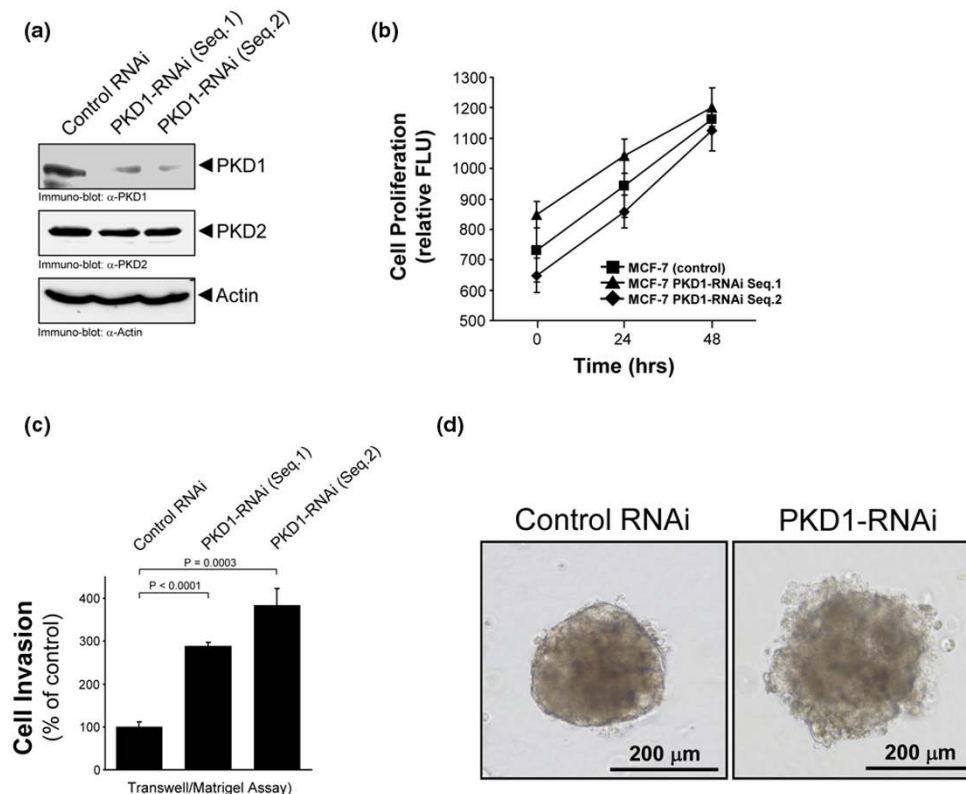 (a)
Control RNAi
PKD1-RNAi (Seq.1)
PKD1-RNAi (Seq.2)
PKD1
Immuno-blot: α-PKD1
PKD2
Immuno-blot: α-PKD2
Actin
Immuno-blot: α-Actin
(b)
Cell Proliferation
(relative FLU)
1300
1200
1100
1000
900
800
700
600
500
MCF-7 (control)
MCF-7 PKD1-RNAi Seq.1
MCF-7 PKD1-RNAi Seq.2
0 24 48
Time (hrs)
(c)
Control RNAi
PKD1-RNAi (Seq.1)
PKD1-RNAi (Seq.2)
P = 0.0003
P < 0.0001
Cell Invasion
(% of control)
400
300
200
100
0
Transwell/Matrigel Assay)
(d)
Control RNAi
PKD1-RNAi
200 μm
200 μm